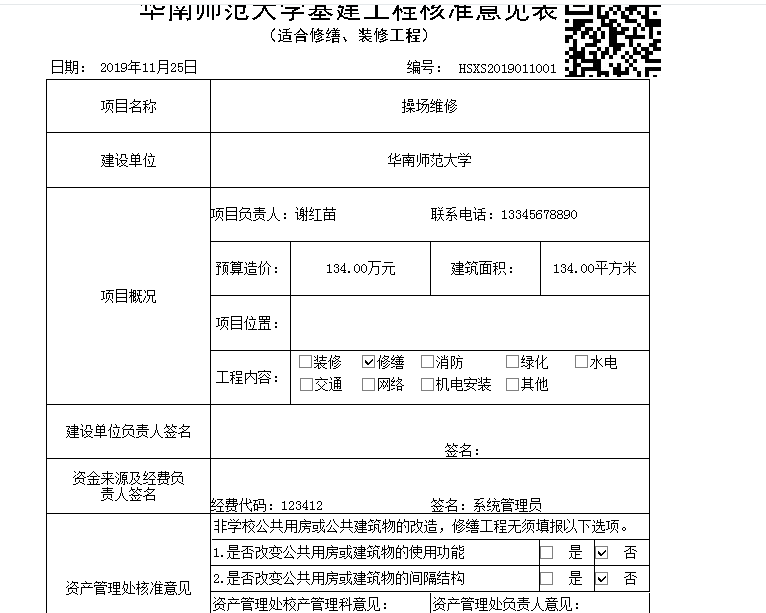 华南师范大学基建工程核准意见表
（适合修缮、装修工程）
日期： 2019年11月25日 编号： HSXS2019011001
项目名称 操场维修
建设单位 华南师范大学
项目概况
项目负责人：谢红苗 联系电话：13345678890
预算造价： 134.00万元 建筑面积： 134.00平方米
项目位置：
工程内容：
装修 修缮 消防 绿化 水电
交通 网络 机电安装 其他
建设单位负责人签名 签名：
资金来源及经费负
责人签名
经费代码：123412 签名：系统管理员
资产管理处核准意见
非学校公共用房或公共建筑物的改造，修缮工程无须填报以下选项。
1.是否改变公共用房或建筑物的使用功能 是 否
2.是否改变公共用房或建筑物的间隔结构 是 否
资产管理处校产管理科意见： 资产管理处负责人意见：